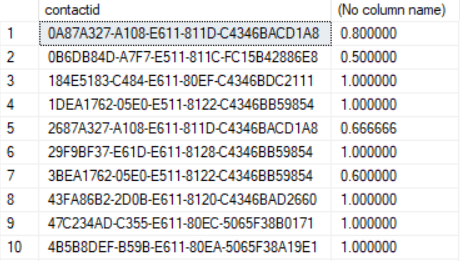 contactid (No column name)
1 0A87A327-A108-E611-811D-C4346BACD1A8 0.800000
2 0B6DB84D-A7F7-E511-811C-FC15B42886E8 0.500000
3 184E5183-C484-E611-80EF-C4346BDC2111 1.000000
4 1DEA1762-05E0-E511-8122-C4346BB59854 1.000000
5 2687A327-A108-E611-811D-C4346BACD1A8 0.666666
6 29F9BF37-E61D-E611-8128-C4346BB59854 1.000000
7 3BEA1762-05E0-E511-8122-C4346BB59854 0.600000
8 43FA86B2-2D0B-E611-8120-C4346BAD2660 1.000000
9 47C234AD-C355-E611-80EC-5065F38B0171 1.000000
10 4B5B8DEF-B59B-E611-80EA-5065F38A19E1 1.000000